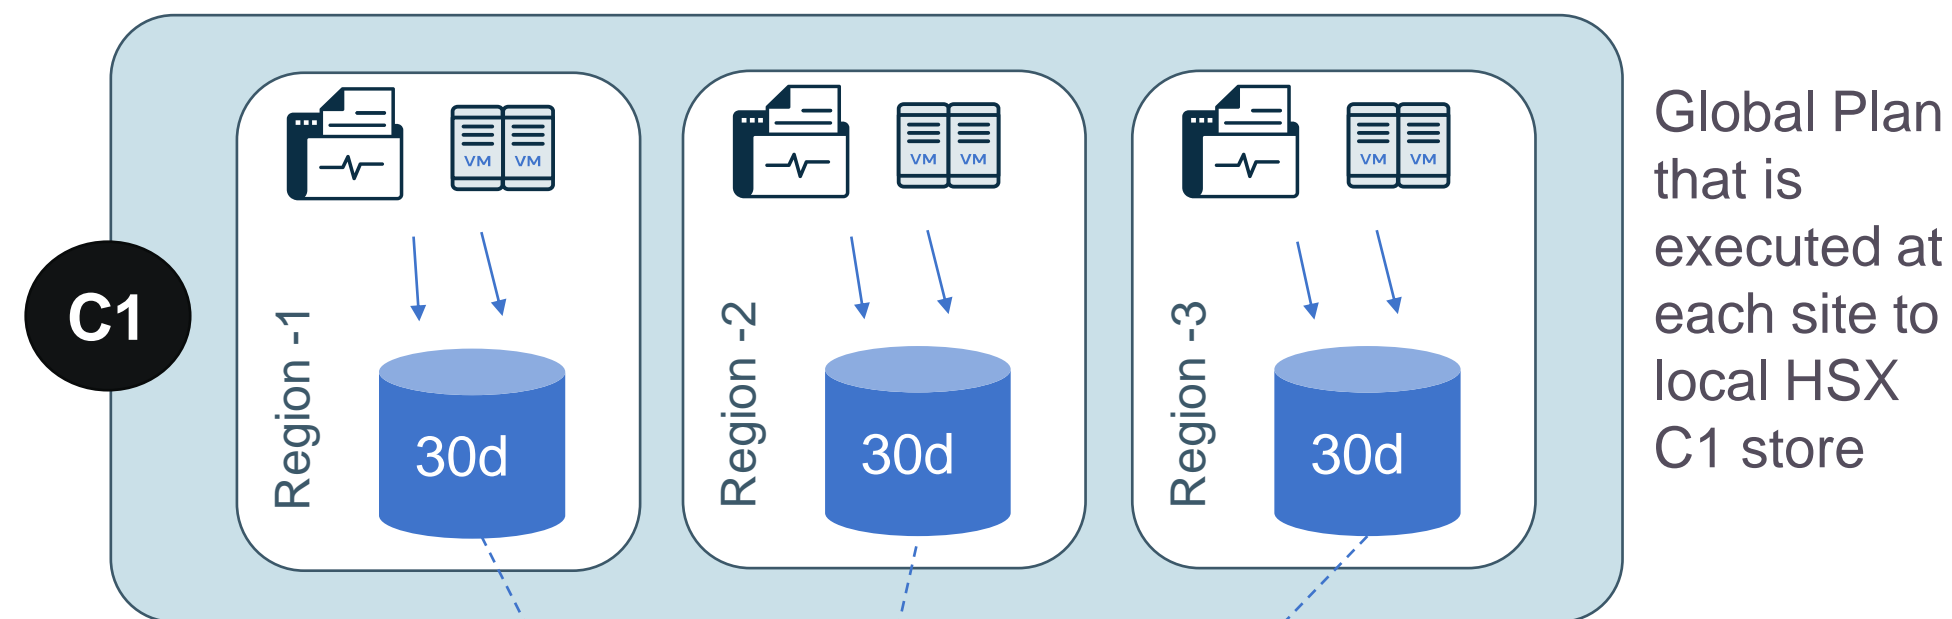 C1
Region -1
VM VM
30d
Region -2
VM VM
30d
Region -3
VM VM
30d
Global Plan
that is
executed at
each site to
local HSX
C1 store